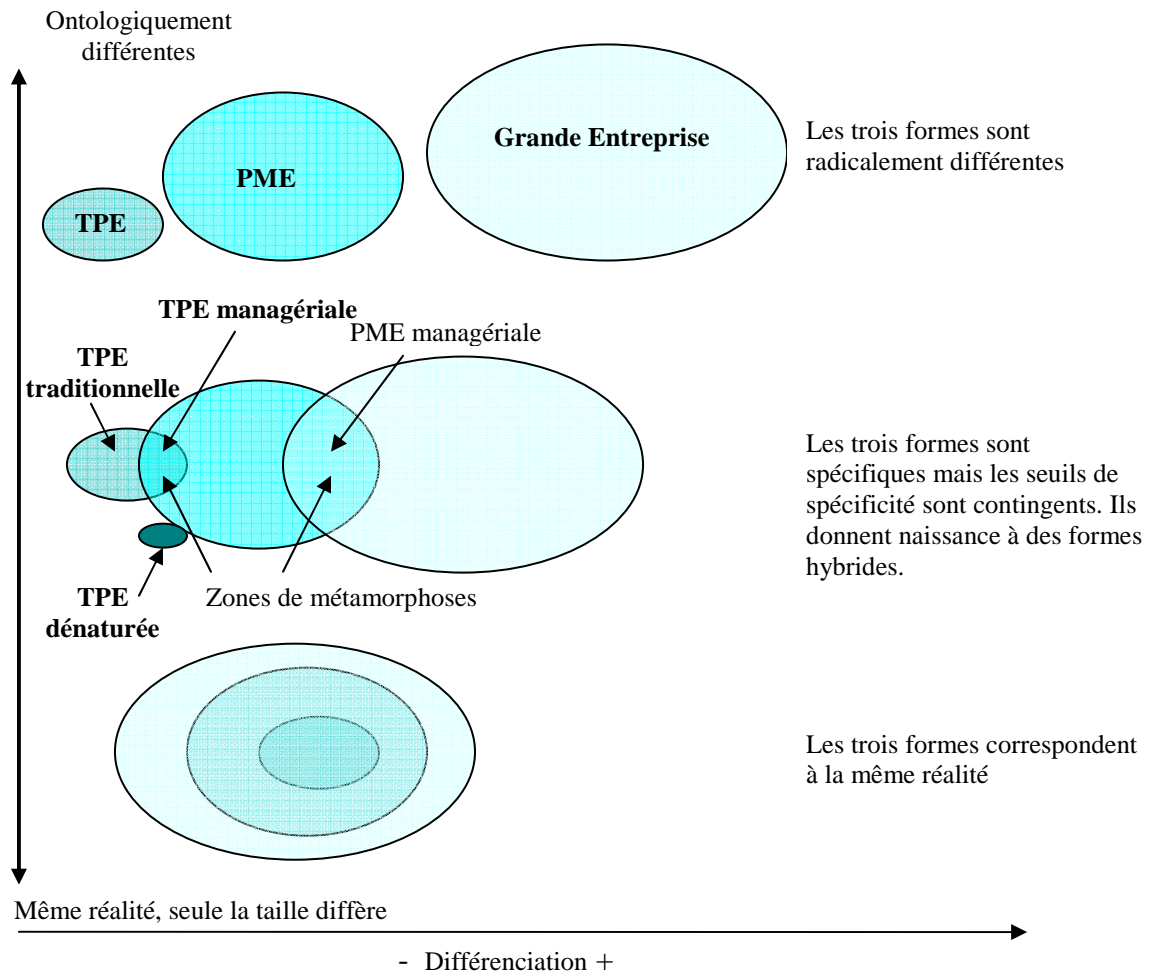 Ontologiquement
différentes
Grande Entreprise
PME
TPE
Les trois formes sont
radicalement différentes
TPE managériale
PME managériale
TPE
traditionnelle
Les trois formes sont
spécifiques mais les seuils de
spécificité sont contingents. Ils
donnent naissance à des formes
hybrides.
TPE
dénaturée
Zones de métamorphoses
Les trois formes correspondent
à la même réalité
Même réalité, seule la taille diffère
- Différenciation +